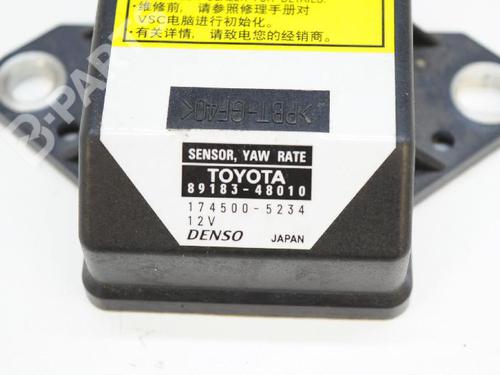 •维修前, 请参照修理手册对
VSC电脑进行初始化。
•有关详情, 请致电您的经销商.
>PBT-GF40<
SENSOR, YAW RATE
TOYOTA
89183-48010
174500-5234
12V
DENSO JAPAN
B-PARTS